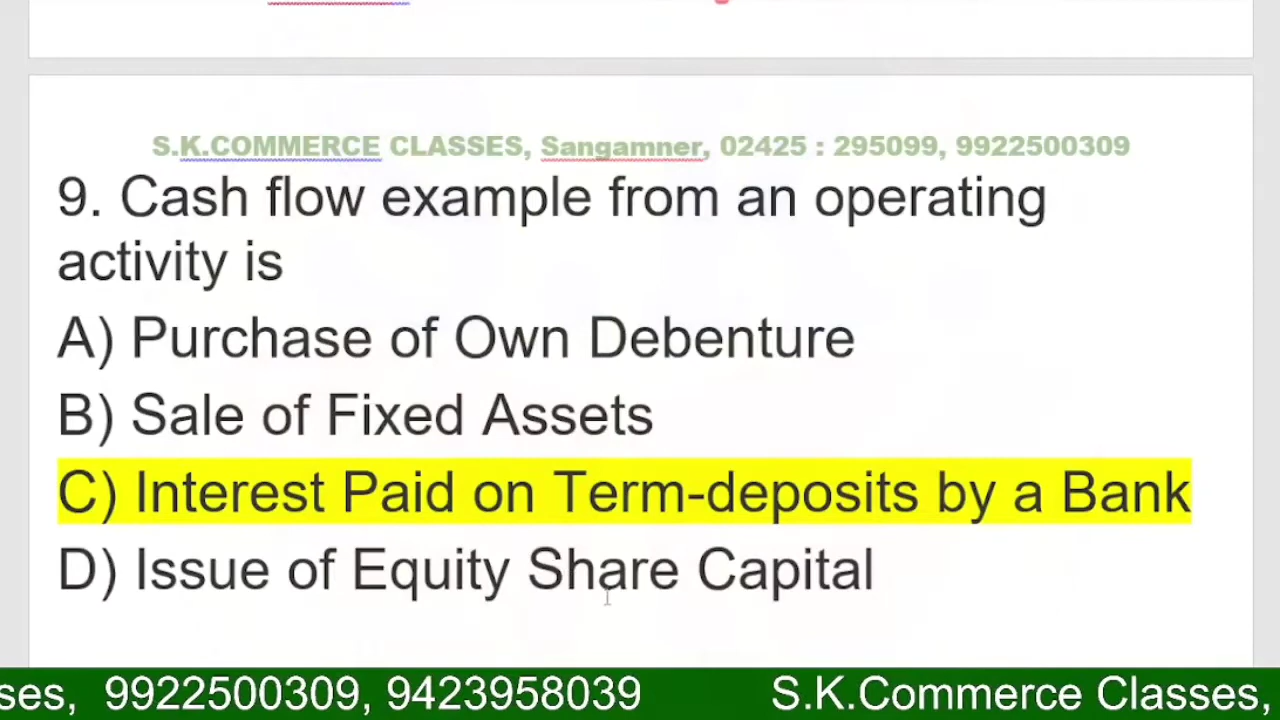 S.K.COMMERCE CLASSES, Sangamner, 02425 : 295099, 9922500309
9. Cash flow example from an operating
activity is
A) Purchase of Own Debenture
B) Sale of Fixed Assets
C) Interest Paid on Term-deposits by a Bank
D) Issue of Equity Share Capital
ses, 9922500309, 9423958039 S.K.Commerce Classes,